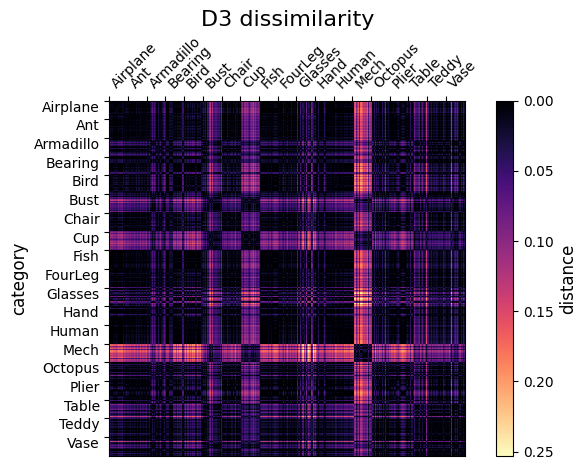 D3 dissimilarity
Airplane
Ant
Armadillo
Bearing
Bird
Bust
Chair
Cup
Fish
FourLeg
Glasses
Hand
Human
Mech
Octopus
Plier
Table
Teddy
Vase
Airplane
Ant
Armadillo
Bearing
Bird
Bust
Chair
Cup
Fish
FourLeg
Glasses
Hand
Human
Mech
Octopus
Plier
Table
Teddy
Vase
category
0.00
0.05
0.10
0.15
0.20
0.25
distance